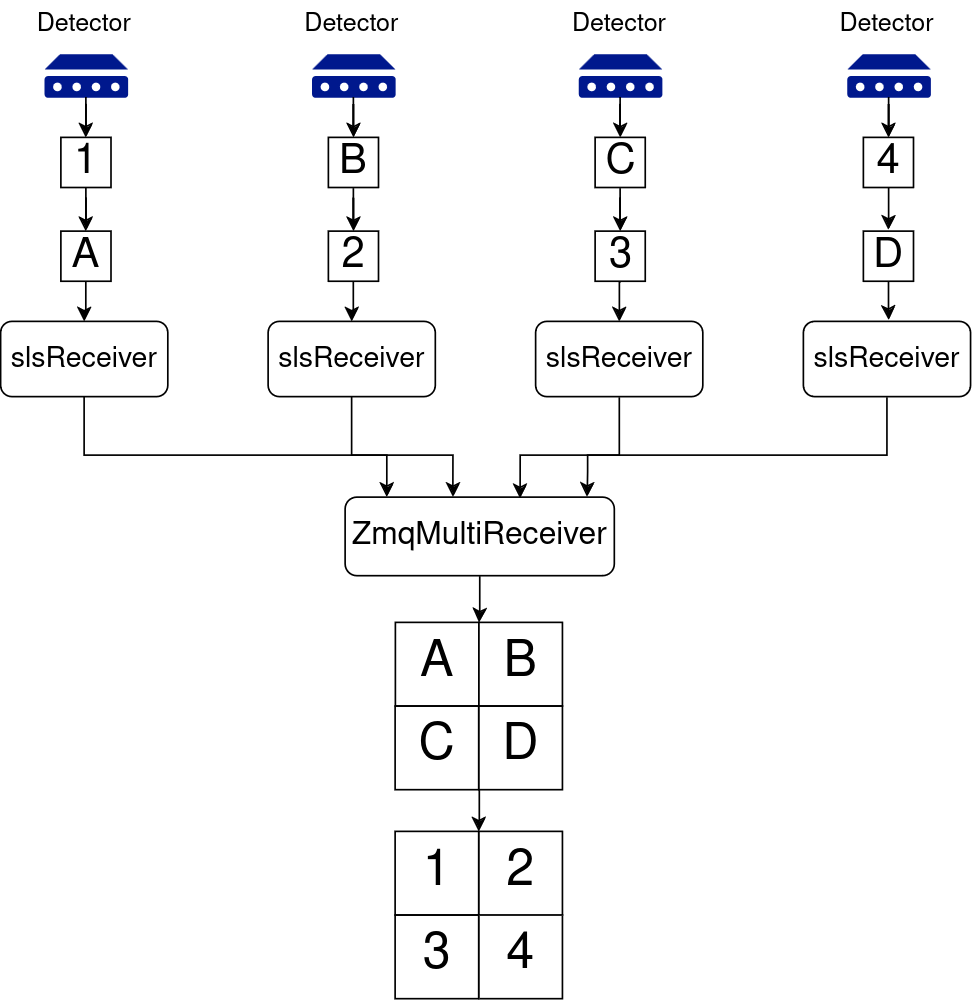 Detector Detector Detector Detector
1 B C 4
A 2 3 D
slsReceiver slsReceiver slsReceiver slsReceiver
ZmqMultiReceiver
A B
C D
1 2
3 4